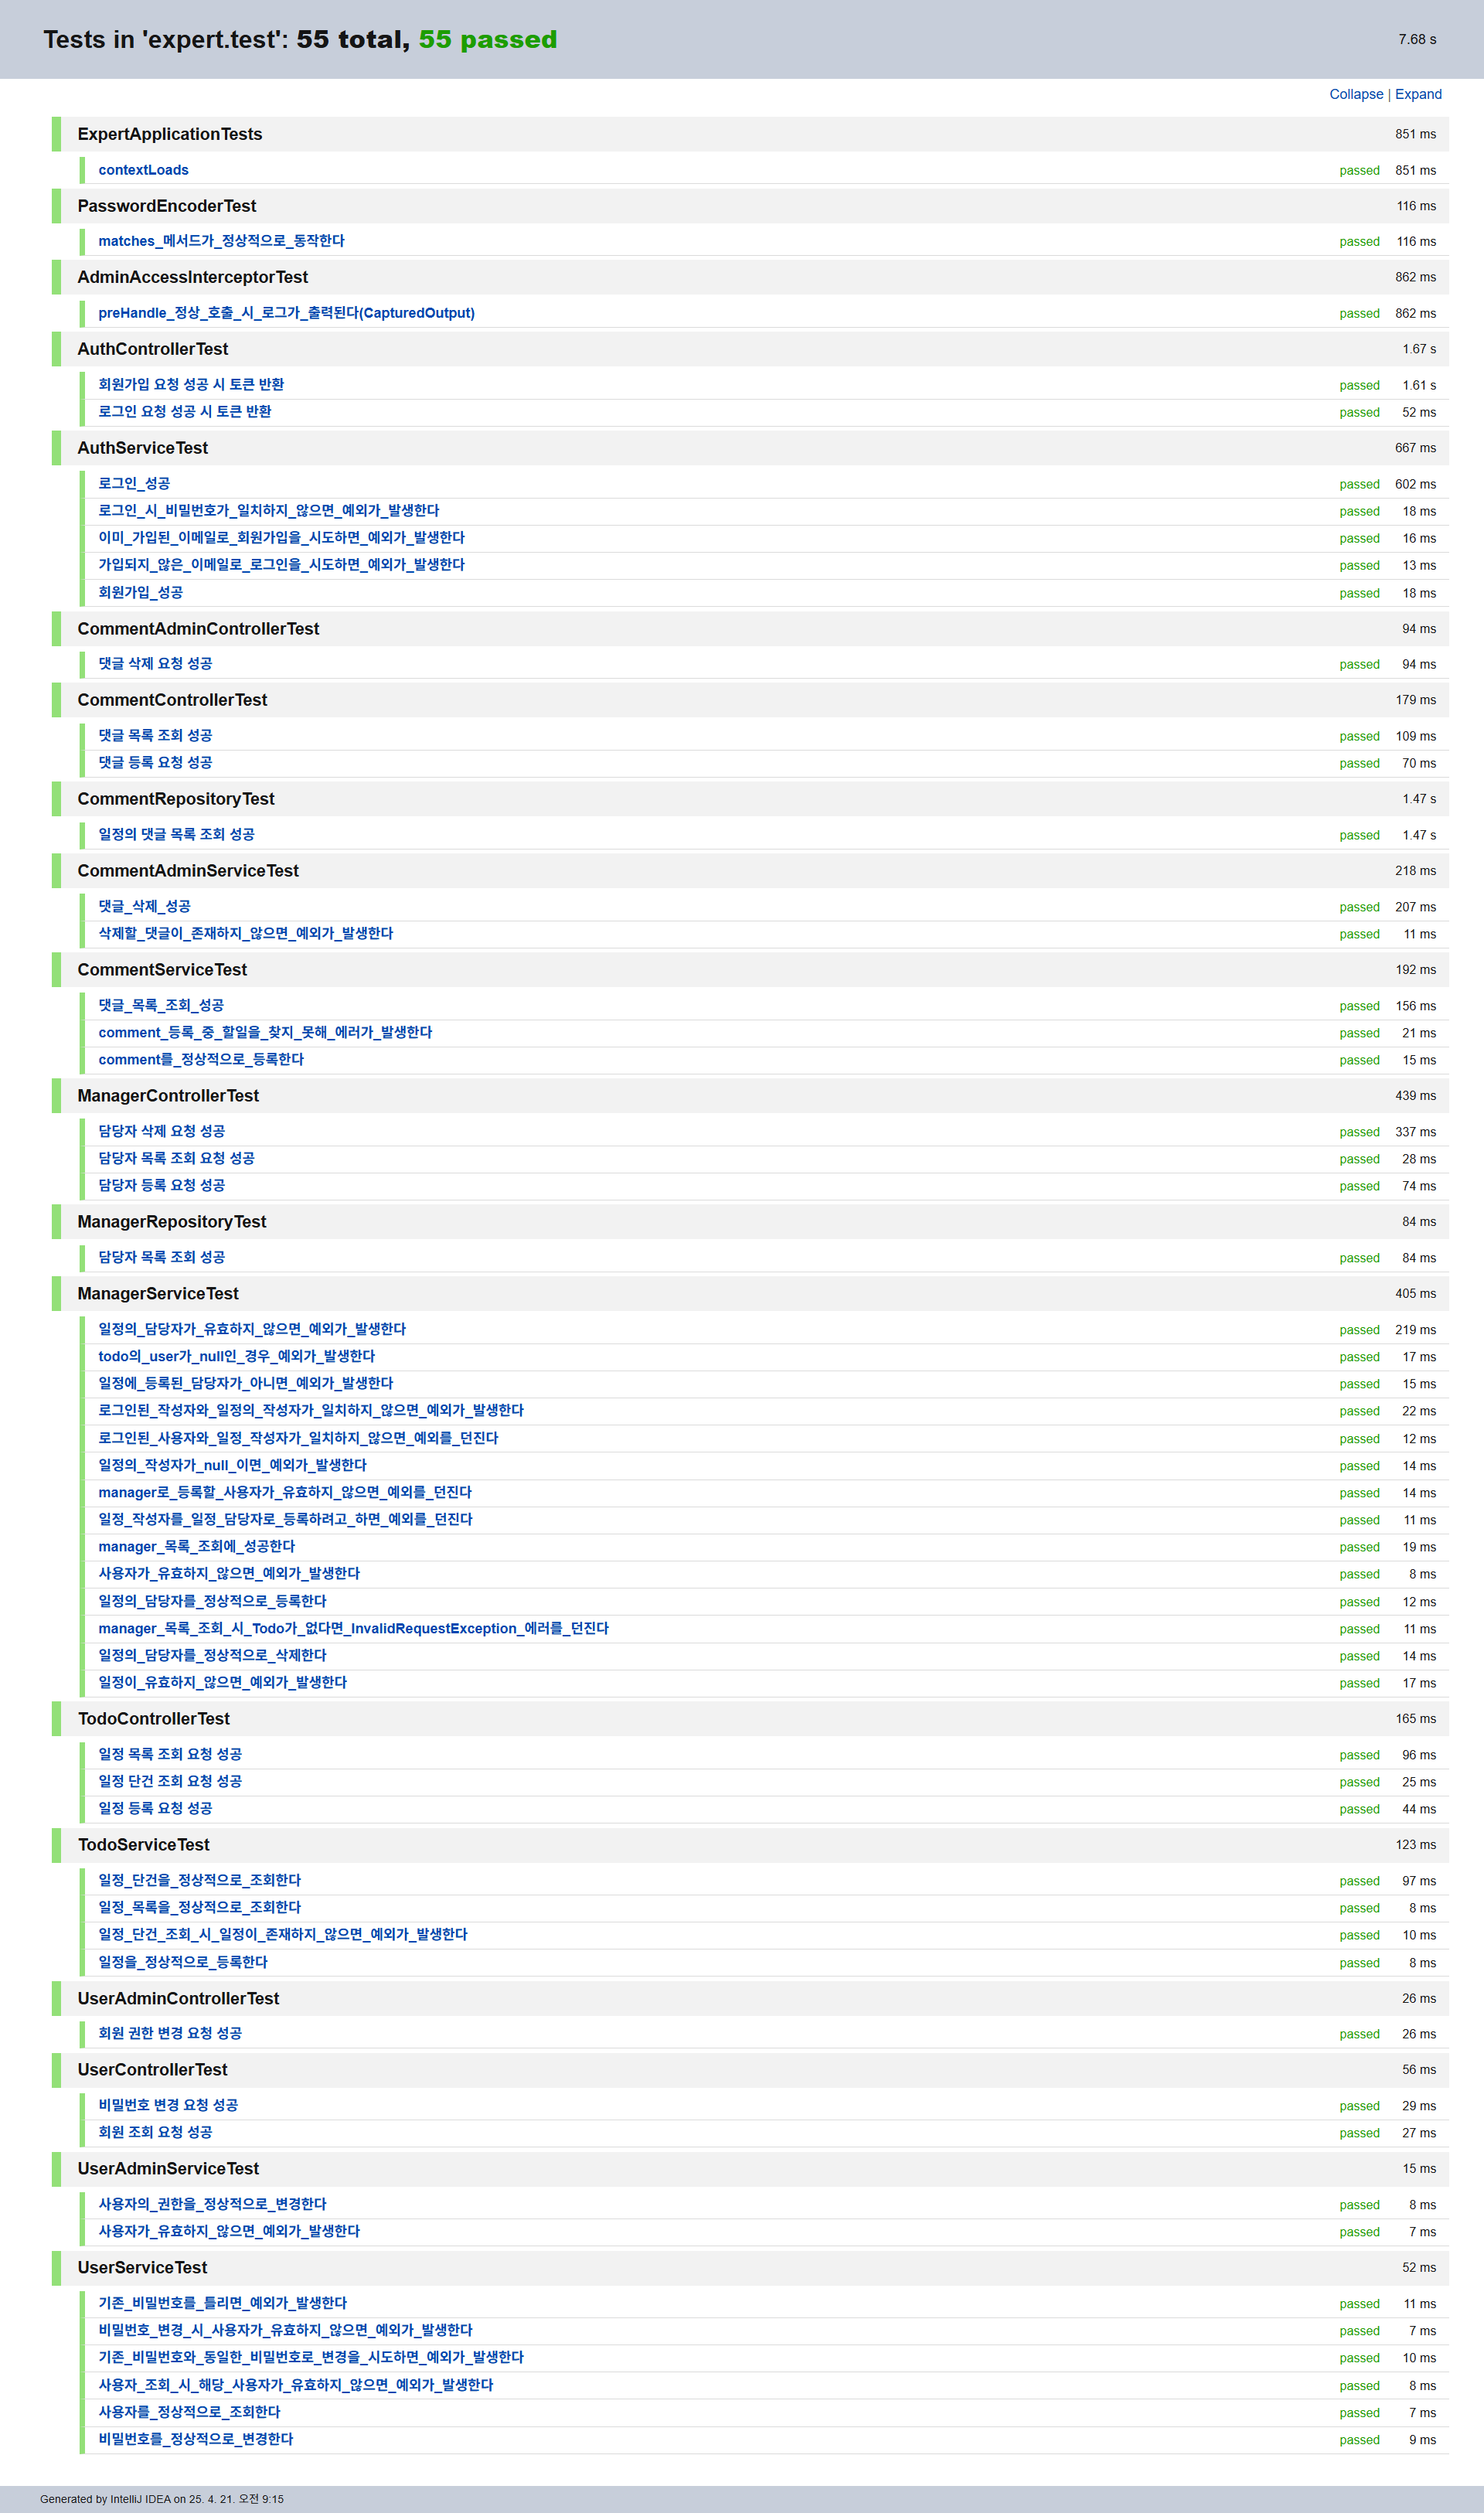 Tests in 'expert.test': 55 total, 55 passed 7.68 s
Collapse | Expand
ExpertApplicationTests 851 ms
contextLoads passed 851 ms
PasswordEncoderTest 116 ms
matches_메서드가_정상적으로_동작한다 passed 116 ms
AdminAccessInterceptorTest 862 ms
preHandle_정상_호출_시_로그가_출력된다(CapturedOutput) passed 862 ms
AuthControllerTest 1.67 s
회원가입 요청 성공 시 토큰 반환 passed 1.61 s
로그인 요청 성공 시 토큰 반환 passed 52 ms
AuthServiceTest 667 ms
로그인_성공 passed 602 ms
로그인_시_비밀번호가_일치하지_않으면_예외가_발생한다 passed 18 ms
이미_가입된_이메일로_회원가입을_시도하면_예외가_발생한다 passed 16 ms
가입되지_않은_이메일로_로그인을_시도하면_예외가_발생한다 passed 13 ms
회원가입_성공 passed 18 ms
CommentAdminControllerTest 94 ms
댓글 삭제 요청 성공 passed 94 ms
CommentControllerTest 179 ms
댓글 목록 조회 성공 passed 109 ms
댓글 등록 요청 성공 passed 70 ms
CommentRepositoryTest 1.47 s
일정의 댓글 목록 조회 성공 passed 1.47 s
CommentAdminServiceTest 218 ms
댓글_삭제_성공 passed 207 ms
삭제할_댓글이_존재하지_않으면_예외가_발생한다 passed 11 ms
CommentServiceTest 192 ms
댓글_목록_조회_성공 passed 156 ms
comment_등록_중_할일을_찾지_못해_에러가_발생한다 passed 21 ms
comment를_정상적으로_등록한다 passed 15 ms
ManagerControllerTest 439 ms
담당자 삭제 요청 성공 passed 337 ms
담당자 목록 조회 요청 성공 passed 28 ms
담당자 등록 요청 성공 passed 74 ms
ManagerRepositoryTest 84 ms
담당자 목록 조회 성공 passed 84 ms
ManagerServiceTest 405 ms
일정의_담당자가_유효하지_않으면_예외가_발생한다 passed 219 ms
todo의_user가_null인_경우_예외가_발생한다 passed 17 ms
일정에_등록된_담당자가_아니면_예외가_발생한다 passed 15 ms
로그인된_작성자와_일정의_작성자가_일치하지_않으면_예외가_발생한다 passed 22 ms
로그인된_사용자와_일정_작성자가_일치하지_않으면_예외를_던진다 passed 12 ms
일정의_작성자가_null_이면_예외가_발생한다 passed 14 ms
manager로_등록할_사용자가_유효하지_않으면_예외를_던진다 passed 14 ms
일정_작성자를_일정_담당자로_등록하려고_하면_예외를_던진다 passed 11 ms
manager_목록_조회에_성공한다 passed 19 ms
사용자가_유효하지_않으면_예외가_발생한다 passed 8 ms
일정의_담당자를_정상적으로_등록한다 passed 12 ms
manager_목록_조회_시_Todo가_없다면_InvalidRequestException_에러를_던진다 passed 11 ms
일정의_담당자를_정상적으로_삭제한다 passed 14 ms
일정이_유효하지_않으면_예외가_발생한다 passed 17 ms
TodoControllerTest 165 ms
일정 목록 조회 요청 성공 passed 96 ms
일정 단건 조회 요청 성공 passed 25 ms
일정 등록 요청 성공 passed 44 ms
TodoServiceTest 123 ms
일정_단건을_정상적으로_조회한다 passed 97 ms
일정_목록을_정상적으로_조회한다 passed 8 ms
일정_단건_조회_시_일정이_존재하지_않으면_예외가_발생한다 passed 10 ms
일정을_정상적으로_등록한다 passed 8 ms
UserAdminControllerTest 26 ms
회원 권한 변경 요청 성공 passed 26 ms
UserControllerTest 56 ms
비밀번호 변경 요청 성공 passed 29 ms
회원 조회 요청 성공 passed 27 ms
UserAdminServiceTest 15 ms
사용자의_권한을_정상적으로_변경한다 passed 8 ms
사용자가_유효하지_않으면_예외가_발생한다 passed 7 ms
UserServiceTest 52 ms
기존_비밀번호를_틀리면_예외가_발생한다 passed 11 ms
비밀번호_변경_시_사용자가_유효하지_않으면_예외가_발생한다 passed 7 ms
기존_비밀번호와_동일한_비밀번호로_변경을_시도하면_예외가_발생한다 passed 10 ms
사용자_조회_시_해당_사용자가_유효하지_않으면_예외가_발생한다 passed 8 ms
사용자를_정상적으로_조회한다 passed 7 ms
비밀번호를_정상적으로_변경한다 passed 9 ms
Generated by IntelliJ IDEA on 25. 4. 21. 오전 9:15